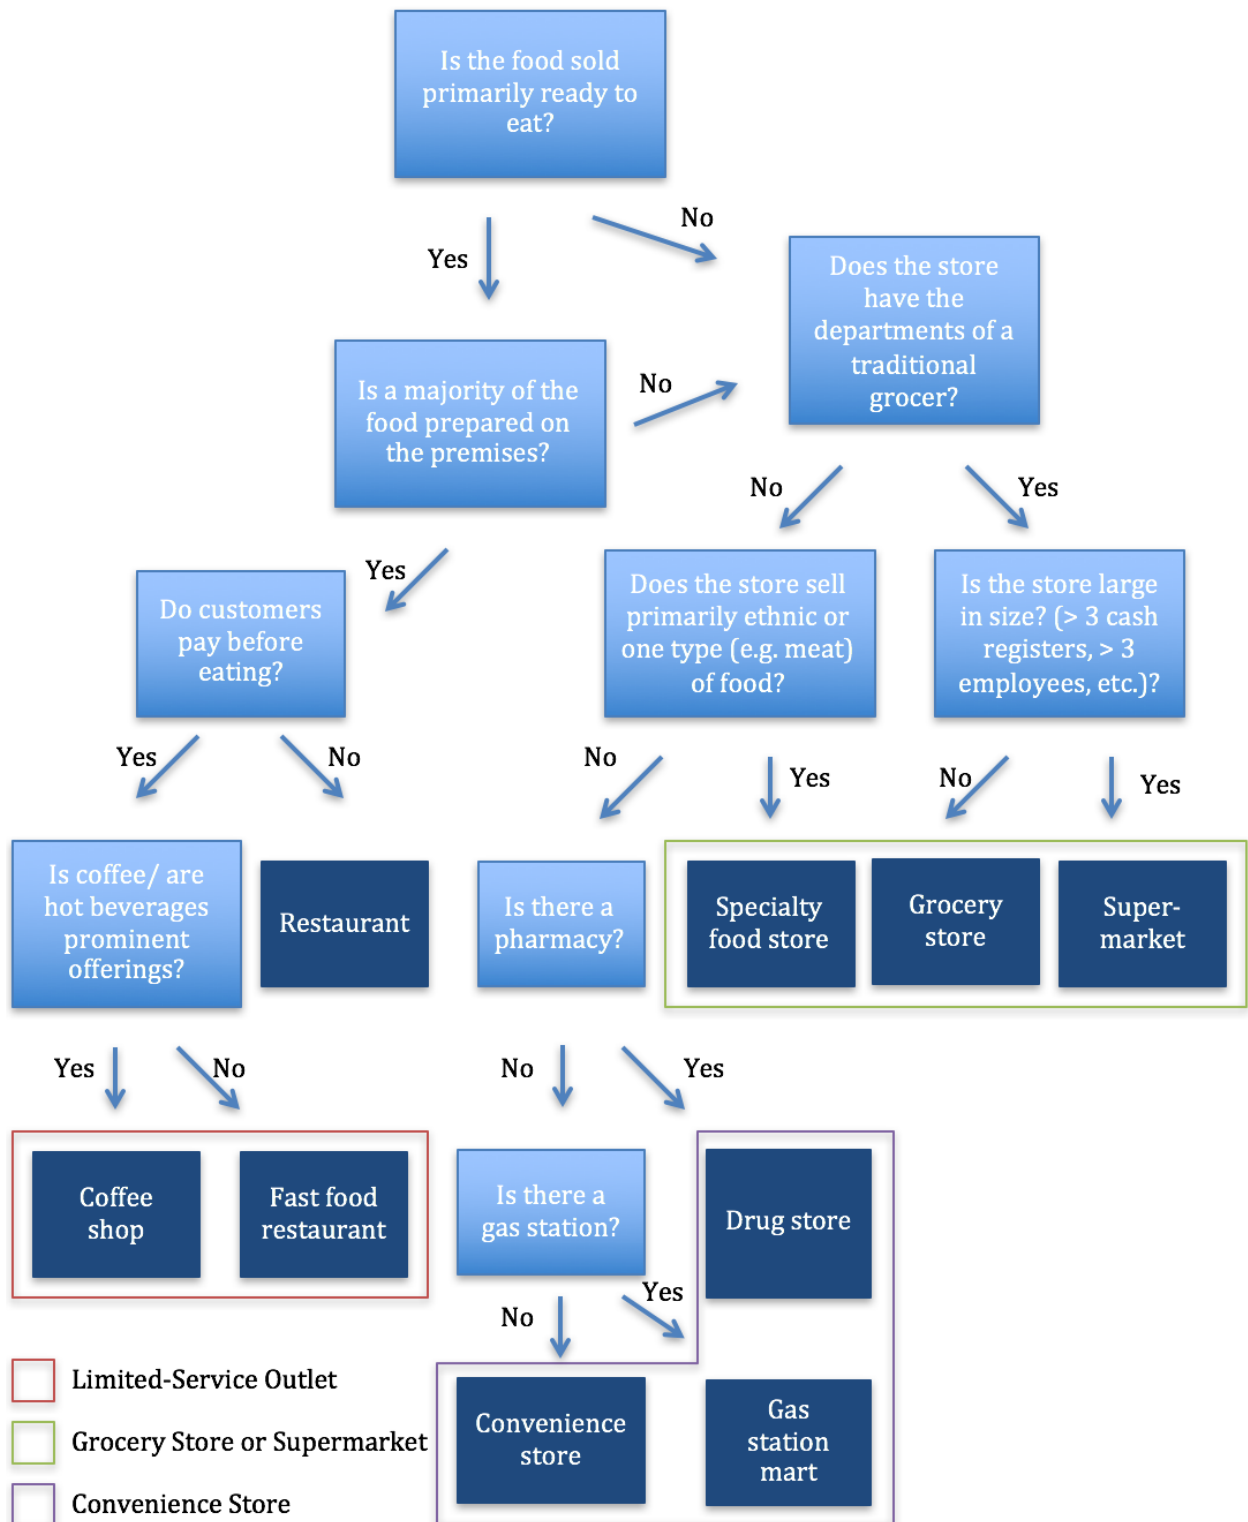 Is the food sold
primarily ready to
eat?
No
Yes
Does the store
have the
departments of a
traditional
grocer?
Is a majority of the
food prepared on
the premises?
No
No
Yes
Yes
Do customers
pay before
eating?
Does the store sell
primarily ethnic or
one type (e.g. meat)
of food?
Is the store large
in size? (> 3 cash
registers, > 3
employees, etc.)?
Yes
No
No
Yes
No
Yes
Is coffee/ are
hot beverages
prominent
offerings?
Restaurant
Is there a
pharmacy?
Specialty
food store
Grocery
store
Super-
market
Yes
No
No
Yes
Coffee
shop
Fast food
restaurant
Is there a
gas station?
Drug store
No
Yes
Convenience
store
Gas
station
mart
Limited-Service Outlet
Grocery Store or Supermarket
Convenience Store